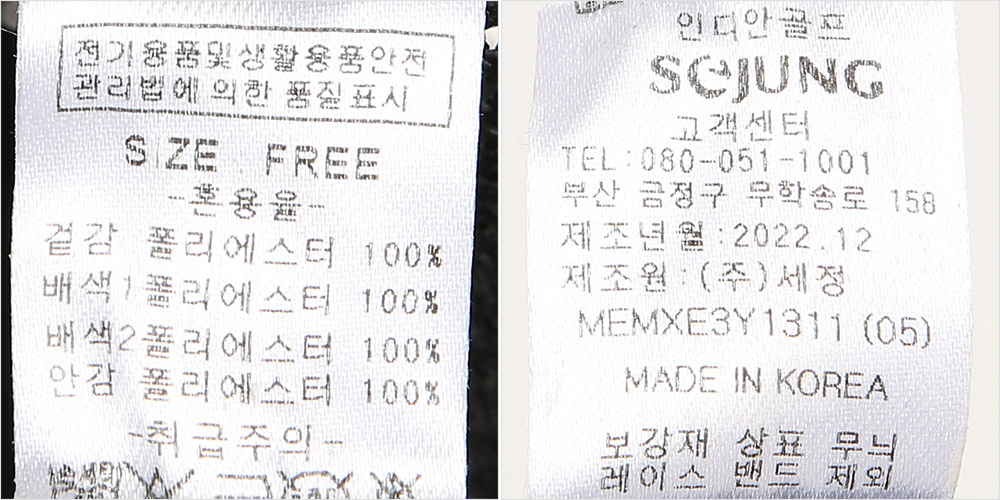 전기용품및생활용품안전
관리법에 의한 품질표시
SIZE FREE
-혼용율-
겉감 폴리에스터 100%
배색1 폴리에스터 100%
배색2 폴리에스터 100%
안감 폴리에스터 100%
-취급주의-
인디안골프
SeJUNG
고객센터
TEL:080-051-1001
부산 금정구 무학송로 158
제조년월:2022.12
제조원:(주)세정
MEMXE3Y1311 (05)
MADE IN KOREA
보강재 상표 무늬
레이스 밴드 제외